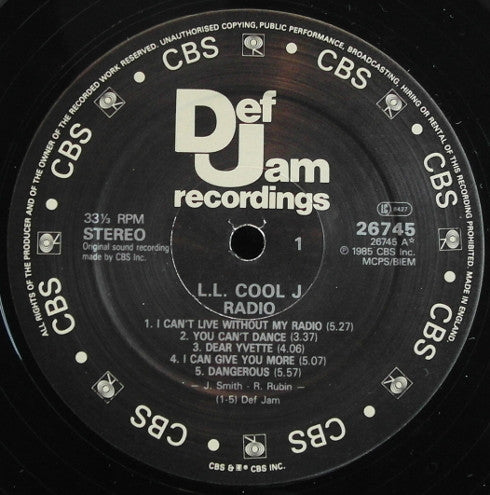 ALL RIGHTS OF THE PRODUCER AND OF THE OWNER OF THE RECORDED WORK RESERVED. UNAUTHORISED COPYING, PUBLIC PERFORMANCE, BROADCASTING, HIRING OR RENTAL OF THIS RECORDING PROHIBITED. MADE IN ENGLAND
CBS
CBS
CBS
CBS
CBS
CBS
CBS
CBS
Def
Jam
recordings
33⅓ RPM
STEREO
Original sound recording
made by CBS Inc.
1
26745
26745 A*
℗ 1985 CBS Inc.
MCPS/BIEM
L.L. COOL J
RADIO
1. I CAN'T LIVE WITHOUT MY RADIO (5.27)
2. YOU CAN'T DANCE (3.37)
3. DEAR YVETTE (4.06)
4. I CAN GIVE YOU MORE (5.07)
5. DANGEROUS (5.57)
— J. Smith - R. Rubin —
(1-5) Def Jam
CBS & ® CBS INC.